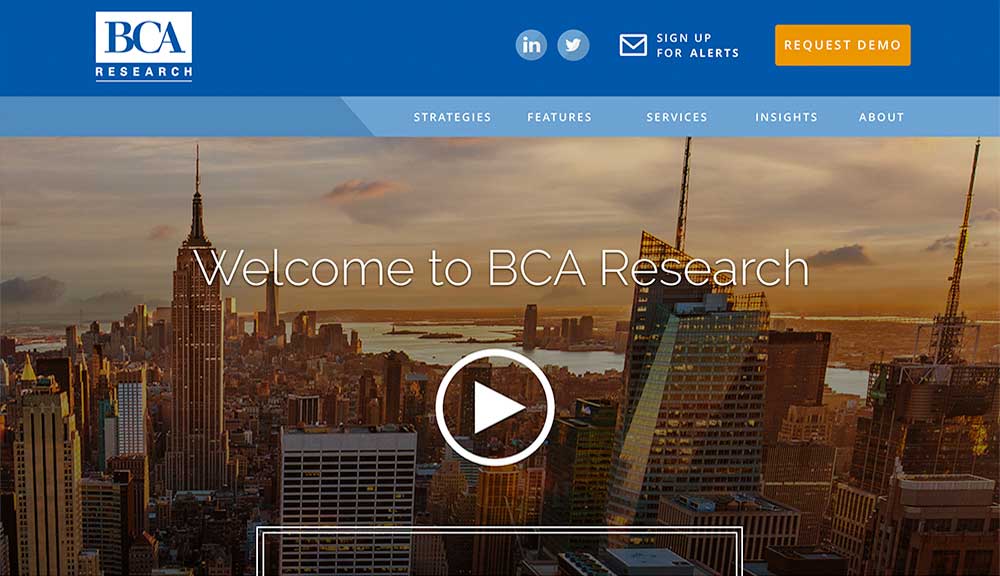 BCA
RESEARCH
in
SIGN UP
FOR ALERTS
REQUEST DEMO
STRATEGIES FEATURES SERVICES INSIGHTS ABOUT
Welcome to BCA Research